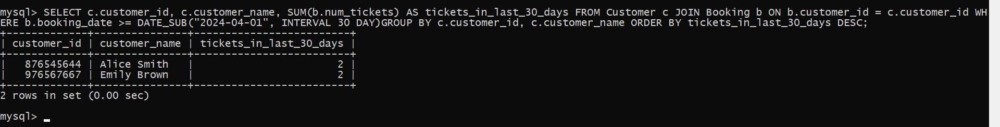 mysql> SELECT c.customer_id, c.customer_name, SUM(b.num_tickets) AS tickets_in_last_30_days FROM Customer c JOIN Booking b ON b.customer_id = c.customer_id WH
ERE b.booking_date >= DATE_SUB("2024-04-01", INTERVAL 30 DAY)GROUP BY c.customer_id, c.customer_name ORDER BY tickets_in_last_30_days DESC;
+-------------+---------------+-------------------------+
| customer_id | customer_name | tickets_in_last_30_days |
+-------------+---------------+-------------------------+
|   876545644 | Alice Smith   |                       2 |
|   976567667 | Emily Brown   |                       2 |
+-------------+---------------+-------------------------+
2 rows in set (0.00 sec)
mysql>